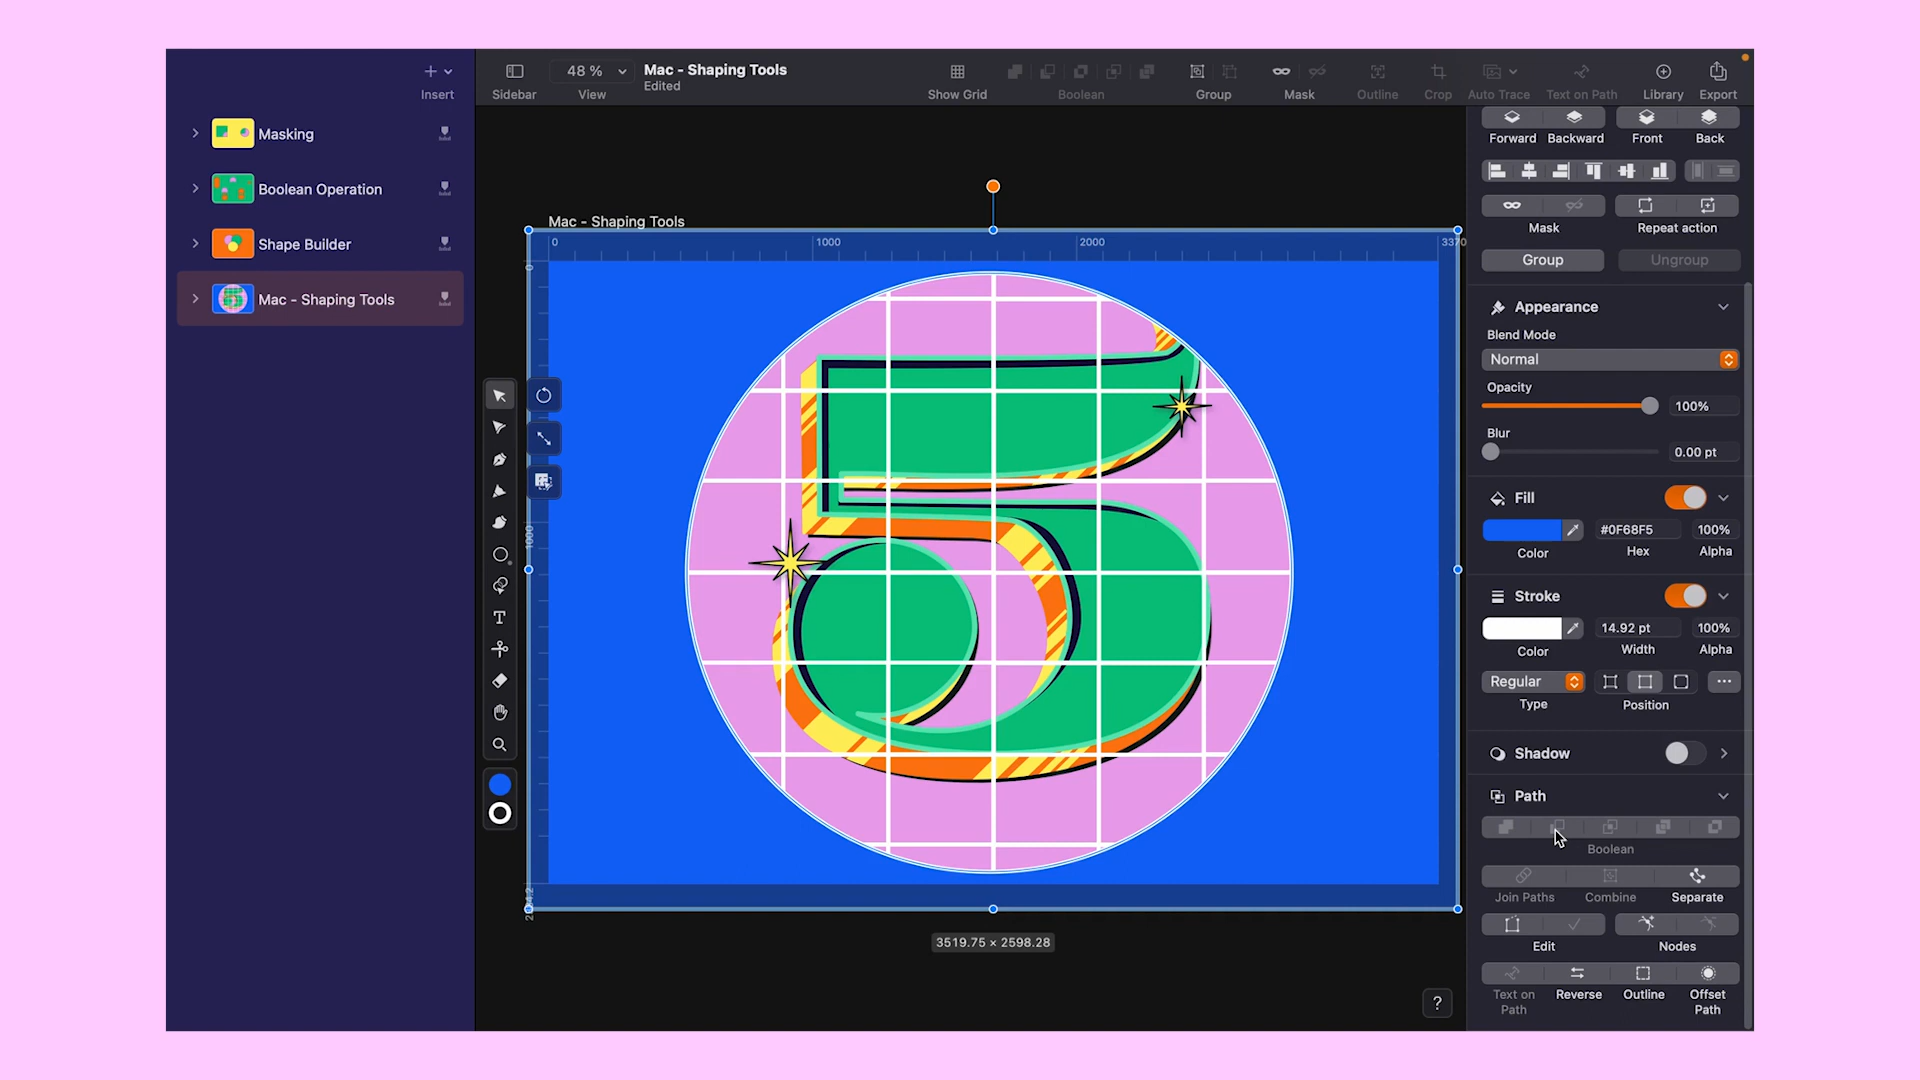 Insert
Sidebar
48 %
View
Mac - Shaping Tools
Edited
Show Grid
Boolean
Group
Mask
Outline
Crop
Auto Trace
Text on Path
Library
Export
Masking
Boolean Operation
Shape Builder
Mac - Shaping Tools
Mac - Shaping Tools
0
1000
2000
3370
0
1000
3519.75 × 2598.28
?
T
Forward
Backward
Front
Back
Mask
Repeat action
Group
Ungroup
Appearance
Blend Mode
Normal
Opacity
100%
Blur
0.00 pt
Fill
#0F68F5
100%
Color
Hex
Alpha
Stroke
14.92 pt
100%
Color
Width
Alpha
Regular
Type
Position
Shadow
Path
Boolean
Join Paths
Combine
Separate
Edit
Nodes
Text on
Path
Reverse
Outline
Offset
Path